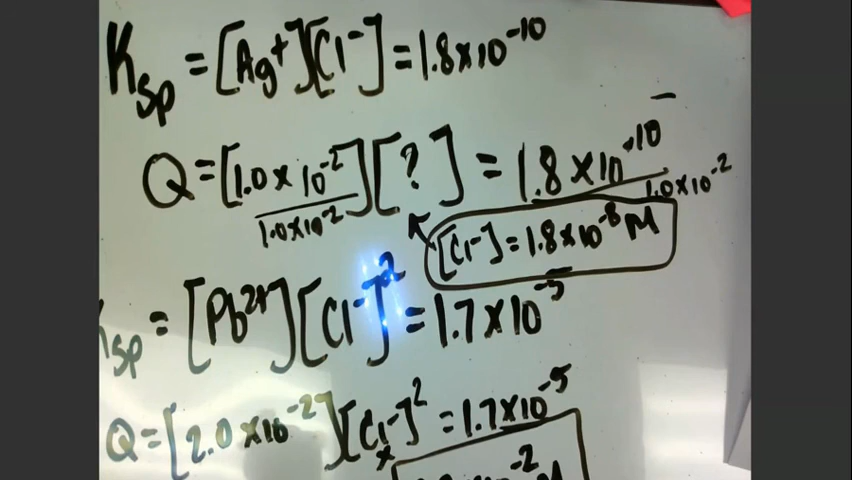 Ksp = [Ag+][Cl-] = 1.8 x 10^-10
Q = [1.0 x 10^-2][?] = 1.8 x 10^-10
1.0 x 10^-2 1.0 x 10^-2
[Cl-] = 1.8 x 10^-8 M
Ksp = [Pb2+][Cl-]^2 = 1.7 x 10^-5
Q = [2.0 x 10^-2][Cl-]^2 = 1.7 x 10^-5
x
^-2 M